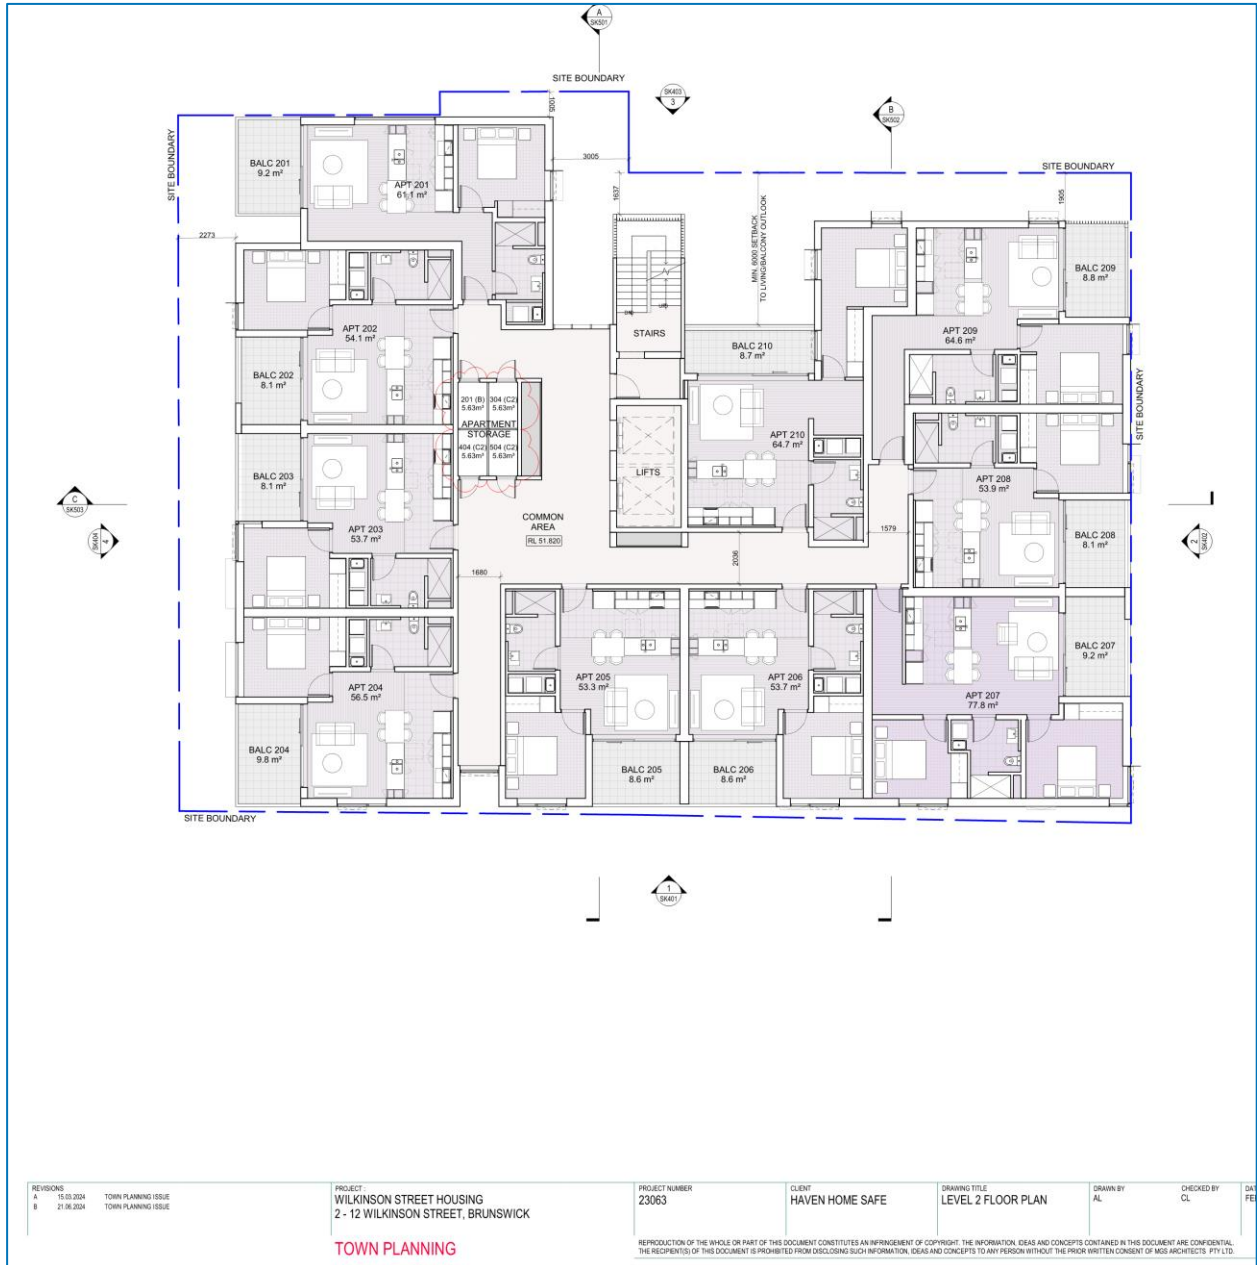 A
SK501
SITE BOUNDARY
SK403
3
B
SK502
1005
SITE BOUNDARY
3005
SITE BOUNDARY
BALC 201
9.2 m²
APT 201
61.1 m²
1637
MIN. 6000 SETBACK
TO LIVING/BALCONY OUTLOOK
1905
2273
BALC 209
8.8 m²
UP
STAIRS
APT 202
54.1 m²
APT 209
64.6 m²
BALC 210
8.7 m²
BALC 202
8.1 m²
SITE BOUNDARY
201 (B)
5.63m²
304 (C2)
5.63m²
APARTMENT
STORAGE
404 (C2)
5.63m²
504 (C2)
5.63m²
APT 210
64.7 m²
LIFTS
BALC 203
8.1 m²
APT 208
53.9 m²
C
SK503
APT 203
53.7 m²
COMMON
AREA
RL 51.820
1579
BALC 208
8.1 m²
SK404
4
2
SK402
2036
1680
BALC 207
9.2 m²
APT 204
56.5 m²
APT 205
53.3 m²
APT 206
53.7 m²
APT 207
77.8 m²
BALC 204
9.8 m²
BALC 205
8.6 m²
BALC 206
8.6 m²
SITE BOUNDARY
1
SK401
REVISIONS
A 15.03.2024 TOWN PLANNING ISSUE
B 21.06.2024 TOWN PLANNING ISSUE
PROJECT :
WILKINSON STREET HOUSING
2 - 12 WILKINSON STREET, BRUNSWICK
TOWN PLANNING
PROJECT NUMBER
23063
CLIENT
HAVEN HOME SAFE
DRAWING TITLE
LEVEL 2 FLOOR PLAN
DRAWN BY
AL
CHECKED BY
CL
REPRODUCTION OF THE WHOLE OR PART OF THIS DOCUMENT CONSTITUTES AN INFRINGEMENT OF COPYRIGHT. THE INFORMATION, IDEAS AND CONCEPTS CONTAINED IN THIS DOCUMENT ARE CONFIDENTIAL.
THE RECIPIENT(S) OF THIS DOCUMENT IS PROHIBITED FROM DISCLOSING SUCH INFORMATION, IDEAS AND CONCEPTS TO ANY PERSON WITHOUT THE PRIOR WRITTEN CONSENT OF MGS ARCHITECTS PTY LTD.